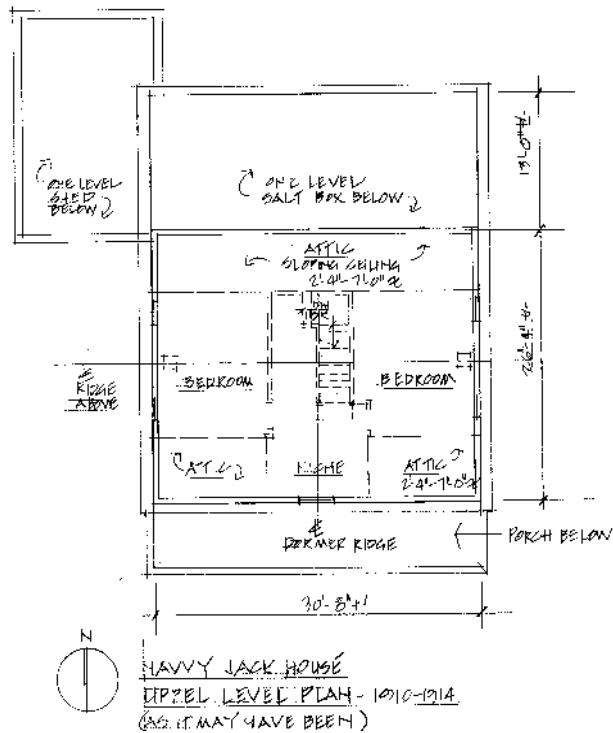 ONE LEVEL
SHED
BELOW
ONE LEVEL
SALT BOX BELOW
13'-0" +/-
ATTIC
SLOPING CEILING
2'4"-7'0" ±
26'-4" +/-
BEDROOM
BEDROOM
RIDGE
ABOVE
ATTIC
NICHE
ATTIC
2'4"-7'0" ±
DORMER RIDGE
PORCH BELOW
30'-8" +/-
N
NAVVY JACK HOUSE
UPPER LEVEL PLAN - 1910-1914
(AS IT MAY HAVE BEEN)